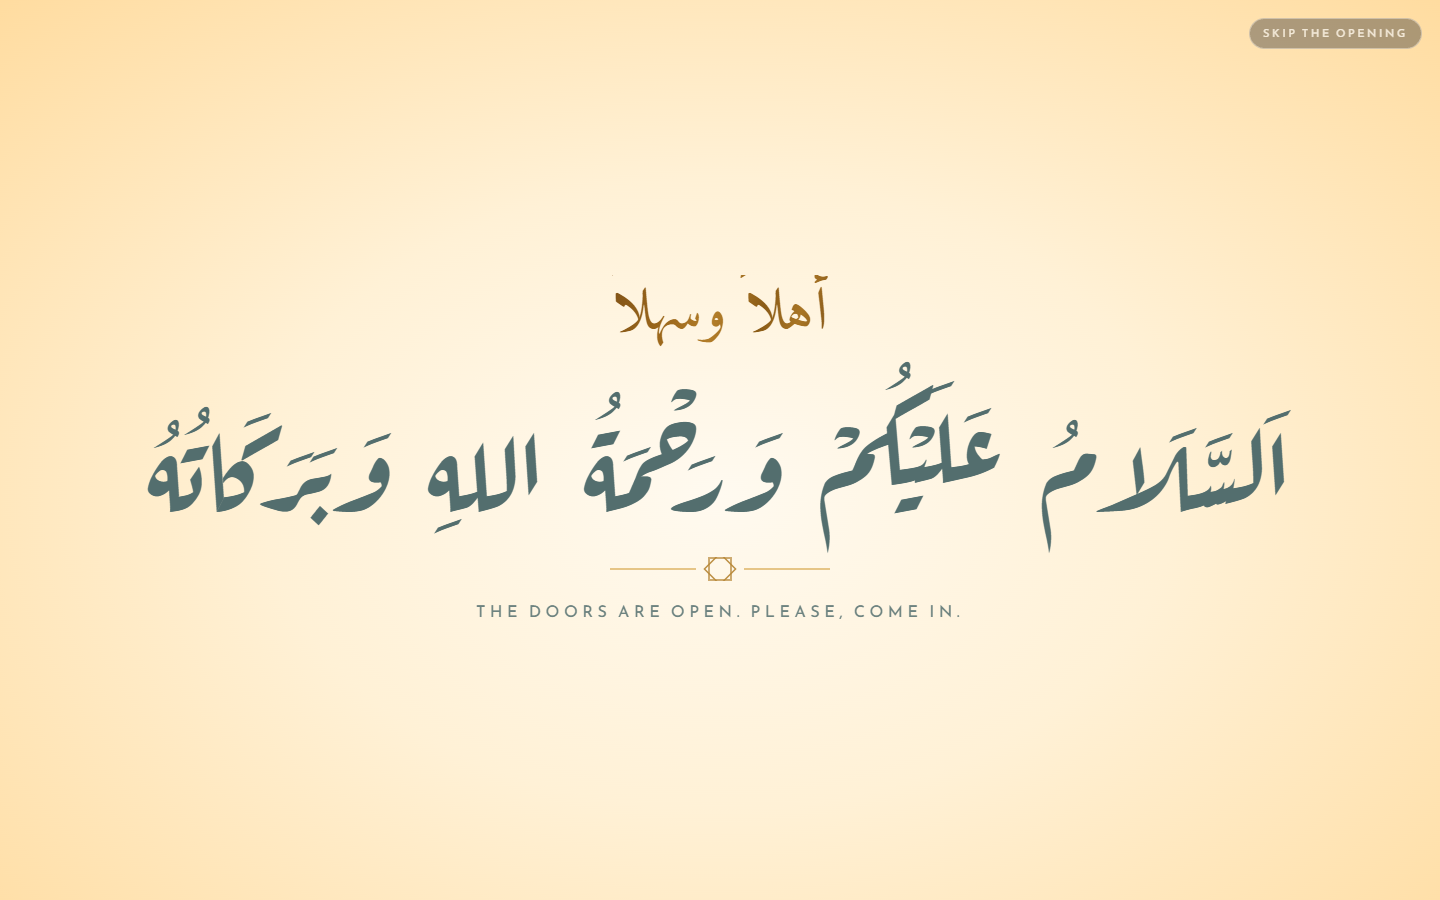 SKIP THE OPENING
أهلاً وسهلاً
اَلسَّلَامُ عَلَيْكُمْ وَرَحْمَةُ اللهِ وَبَرَكَاتُهُ
THE DOORS ARE OPEN. PLEASE, COME IN.